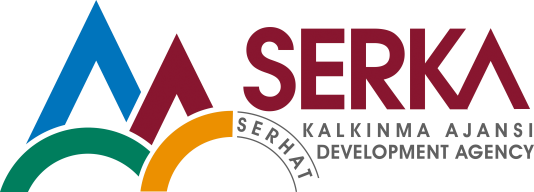 SERKA
SERHAT
KALKINMA AJANSI
DEVELOPMENT AGENCY